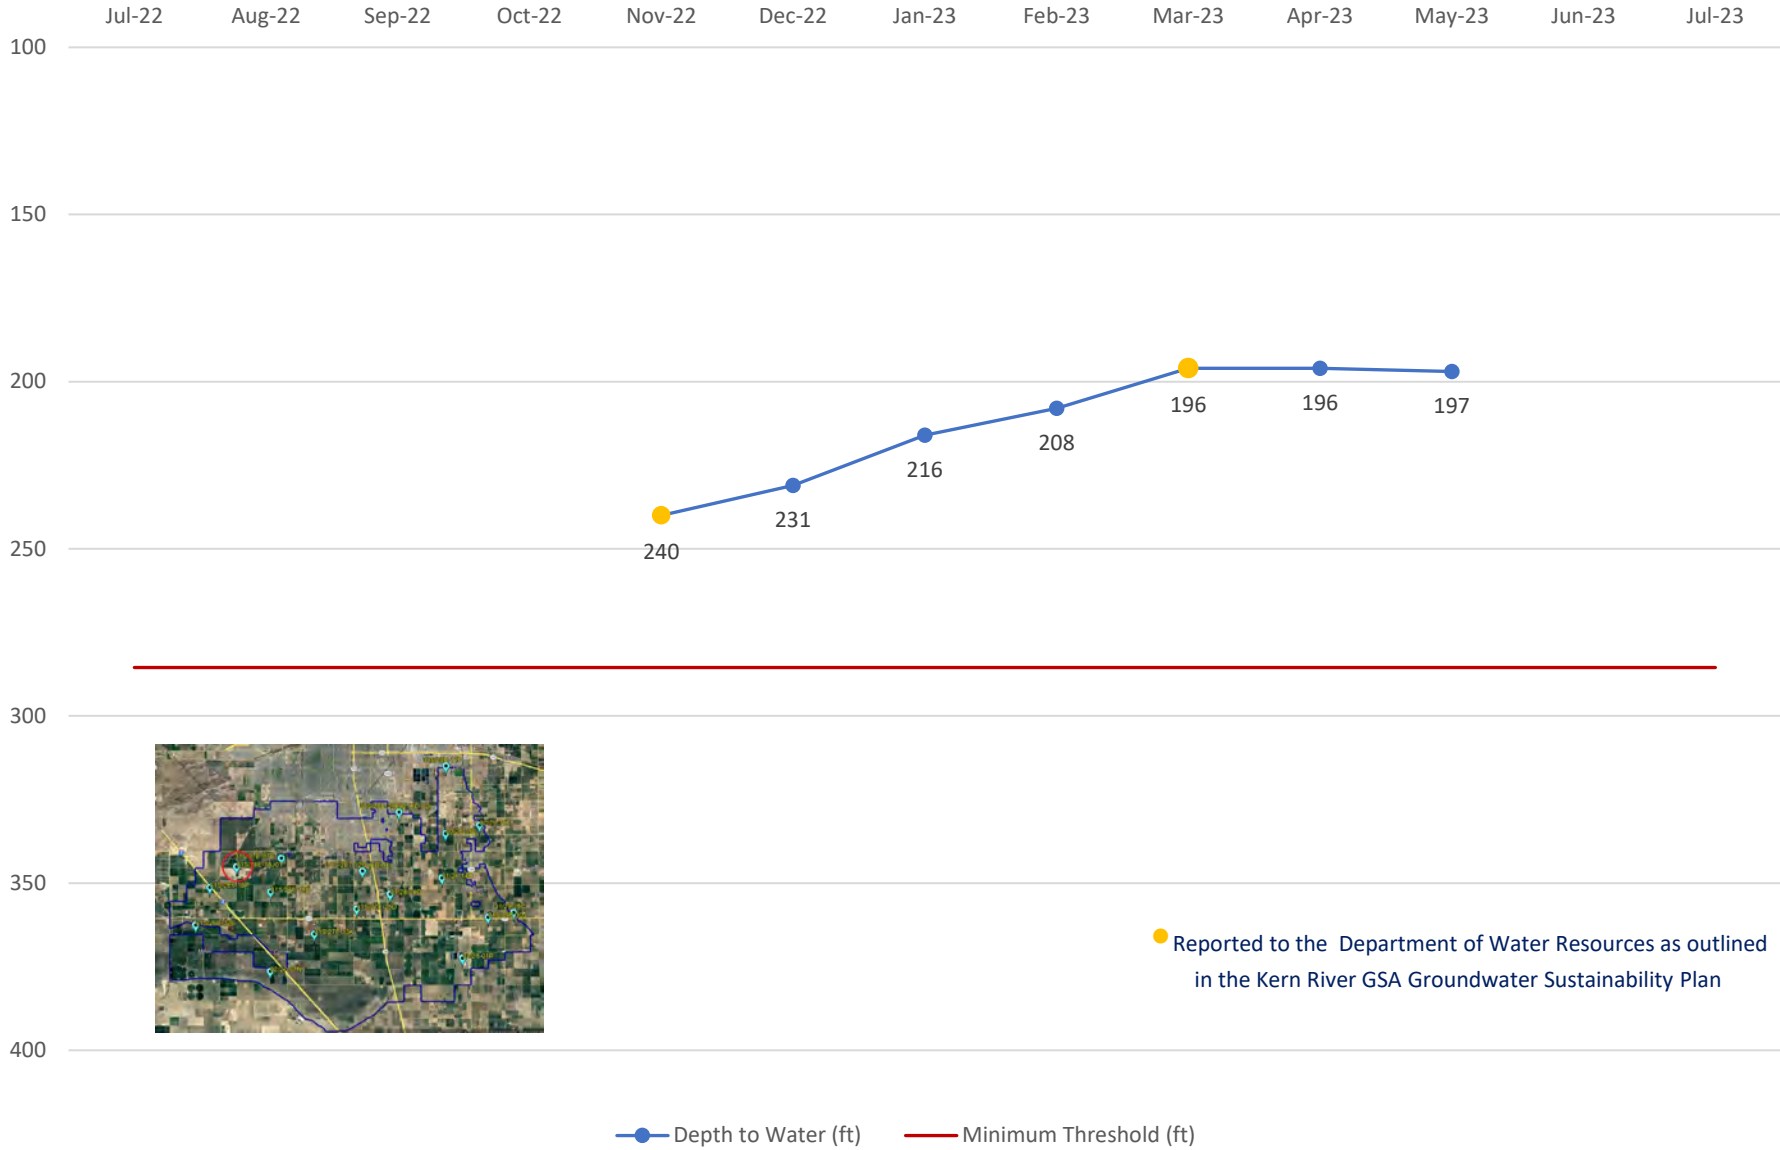 Jul-22 Aug-22 Sep-22 Oct-22 Nov-22 Dec-22 Jan-23 Feb-23 Mar-23 Apr-23 May-23 Jun-23 Jul-23
100
150
200
196 196 197
208
216
231
240
250
300
350
Reported to the Department of Water Resources as outlined
in the Kern River GSA Groundwater Sustainability Plan
400
Depth to Water (ft) Minimum Threshold (ft)